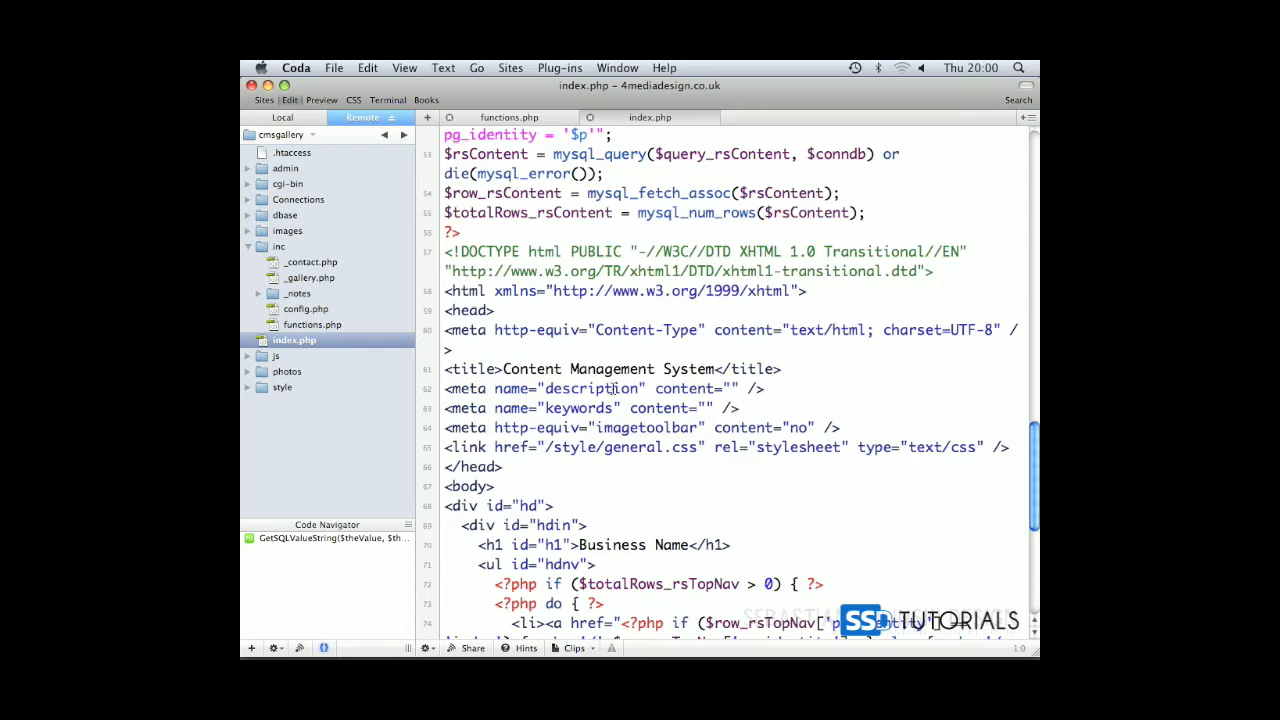 Coda File Edit View Text Go Sites Plug-ins Window Help Thu 20:00
index.php - 4mediadesign.co.uk
Sites Edit Preview CSS Terminal Books Search
Local Remote + functions.php index.php
cmsgallery
.htaccess
admin
cgi-bin
Connections
dbase
images
inc
_contact.php
_gallery.php
_notes
config.php
functions.php
index.php
js
photos
style
Code Navigator
GetSQLValueString($theValue, $th...
pg_identity = '$p'";
53 $rsContent = mysql_query($query_rsContent, $conndb) or
die(mysql_error());
54 $row_rsContent = mysql_fetch_assoc($rsContent);
55 $totalRows_rsContent = mysql_num_rows($rsContent);
56 ?>
57 <!DOCTYPE html PUBLIC "-//W3C//DTD XHTML 1.0 Transitional//EN"
"http://www.w3.org/TR/xhtml1/DTD/xhtml1-transitional.dtd">
58 <html xmlns="http://www.w3.org/1999/xhtml">
59 <head>
60 <meta http-equiv="Content-Type" content="text/html; charset=UTF-8" /
>
61 <title>Content Management System</title>
62 <meta name="description" content="" />
63 <meta name="keywords" content="" />
64 <meta http-equiv="imagetoolbar" content="no" />
65 <link href="/style/general.css" rel="stylesheet" type="text/css" />
66 </head>
67 <body>
68 <div id="hd">
69 <div id="hdin">
70 <h1 id="h1">Business Name</h1>
71 <ul id="hdnv">
72 <?php if ($totalRows_rsTopNav > 0) { ?>
73 <?php do { ?>
74 <li><a href="<?php if ($row_rsTopNav['p
SSD TUTORIALS
+ Share Hints Clips 1:0